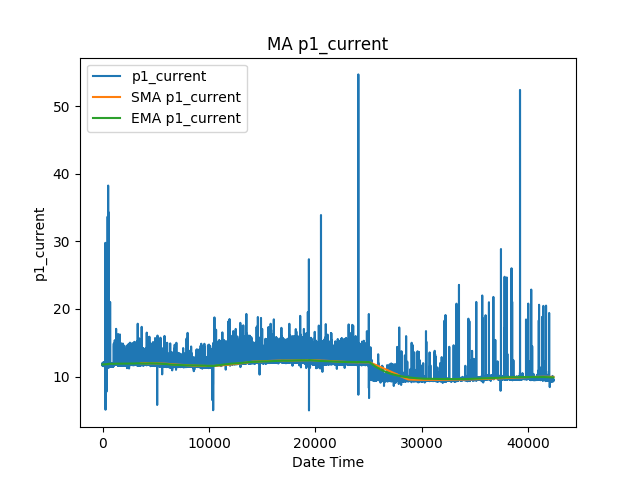 MA p1_current
p1_current
SMA p1_current
EMA p1_current
p1_current
50
40
30
20
10
0
10000
20000
30000
40000
Date Time